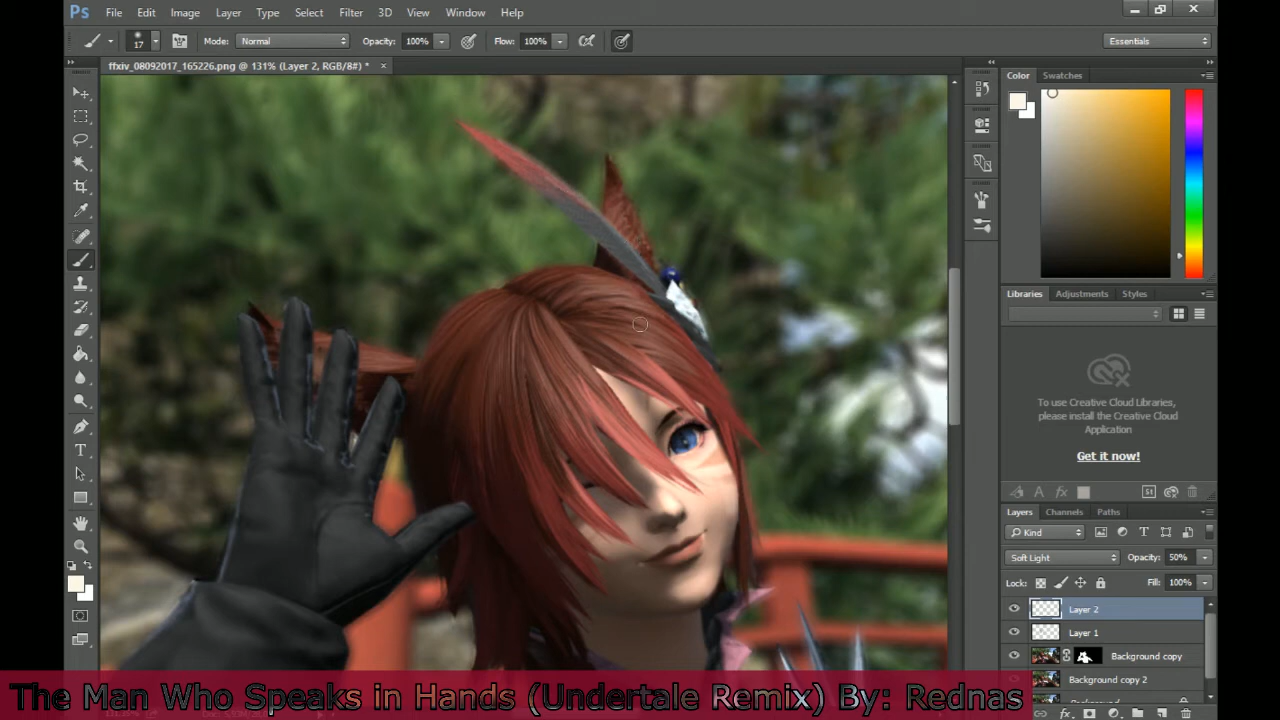 Ps File Edit Image Layer Type Select Filter 3D View Window Help
17 Mode: Normal Opacity: 100% Flow: 100% Essentials
ffxiv_08092017_165226.png @ 131% (Layer 2, RGB/8#) * ×
Color Swatches
Libraries Adjustments Styles
To use Creative Cloud Libraries,
please install the Creative Cloud
Application
Get it now!
Layers Channels Paths
Kind
Soft Light Opacity: 50%
Lock: Fill: 100%
Layer 2
Layer 1
Background copy
Background copy 2
Background
The Man Who Speaks in Hands (Undertale Remix) By: Rednas